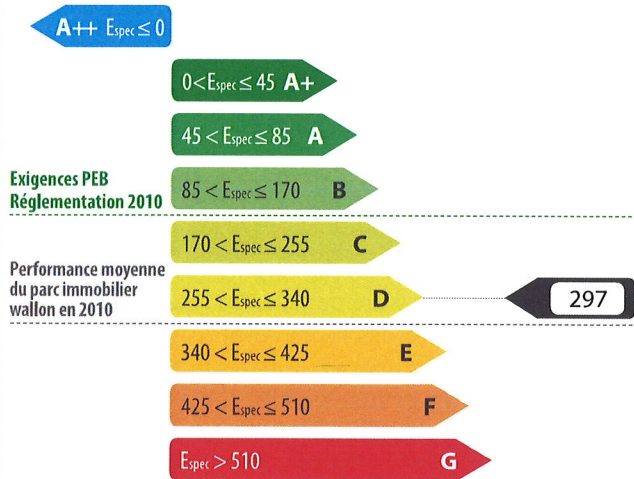 A++ Espec ≤ 0
0 < Espec ≤ 45 A+
45 < Espec ≤ 85 A
Exigences PEB
Réglementation 2010
85 < Espec ≤ 170 B
170 < Espec ≤ 255 C
Performance moyenne
du parc immobilier
wallon en 2010
255 < Espec ≤ 340 D
297
340 < Espec ≤ 425 E
425 < Espec ≤ 510 F
Espec > 510 G